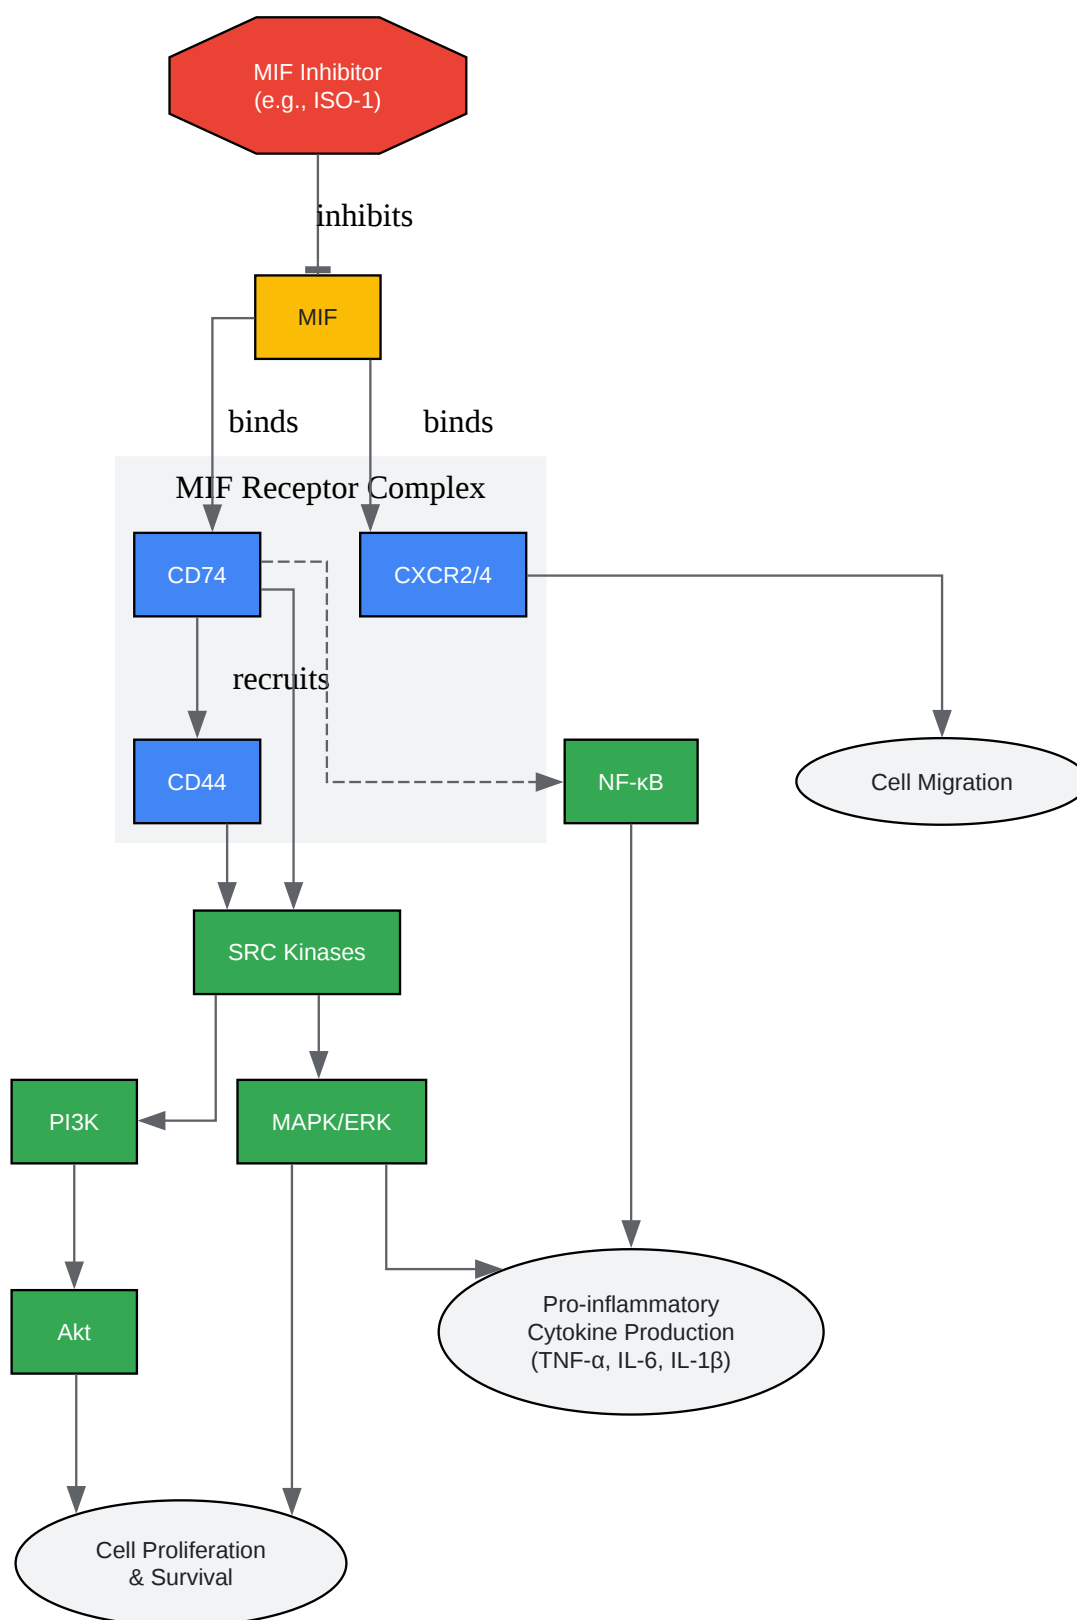 MIF Inhibitor
(e.g., ISO-1)
inhibits
MIF
binds
binds
MIF Receptor Complex
CD74
CXCR2/4
recruits
CD44
NF-κB
Cell Migration
SRC Kinases
PI3K
MAPK/ERK
Pro-inflammatory
Cytokine Production
(TNF-α, IL-6, IL-1β)
Akt
Cell Proliferation
& Survival